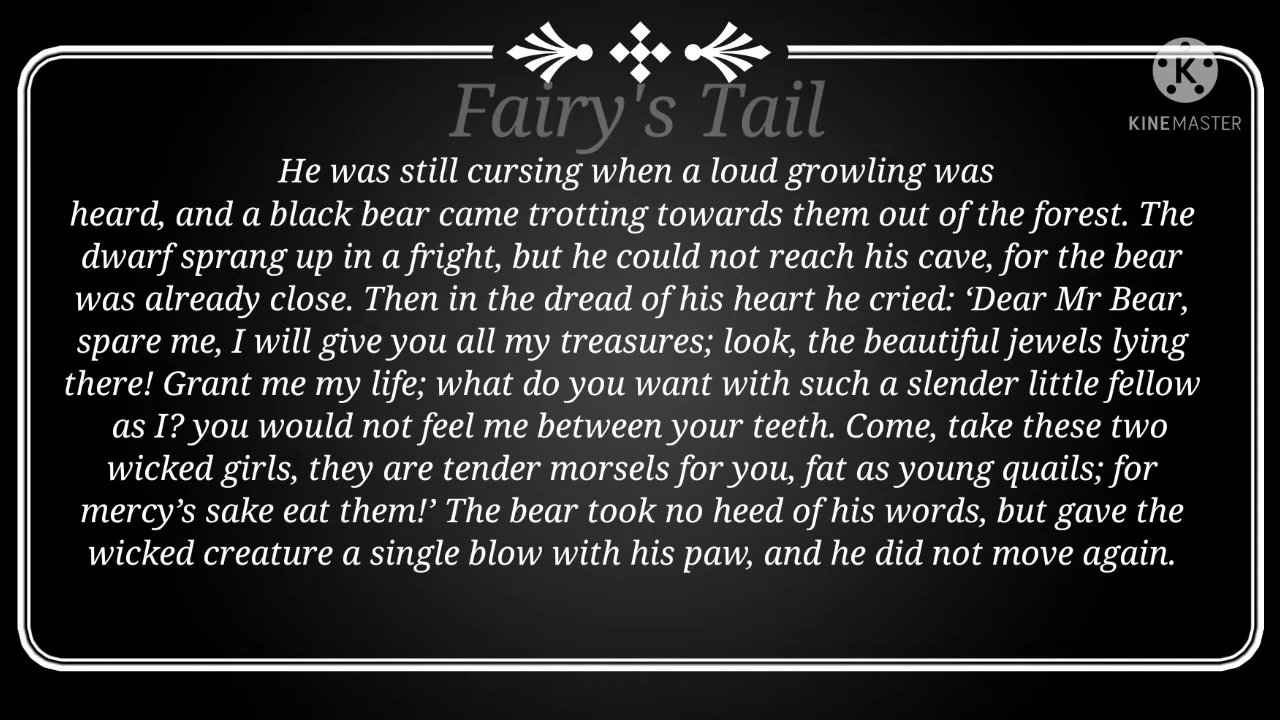 Fairy's Tail
K
KINEMASTER
He was still cursing when a loud growling was
heard, and a black bear came trotting towards them out of the forest. The
dwarf sprang up in a fright, but he could not reach his cave, for the bear
was already close. Then in the dread of his heart he cried: ‘Dear Mr Bear,
spare me, I will give you all my treasures; look, the beautiful jewels lying
there! Grant me my life; what do you want with such a slender little fellow
as I? you would not feel me between your teeth. Come, take these two
wicked girls, they are tender morsels for you, fat as young quails; for
mercy’s sake eat them!’ The bear took no heed of his words, but gave the
wicked creature a single blow with his paw, and he did not move again.